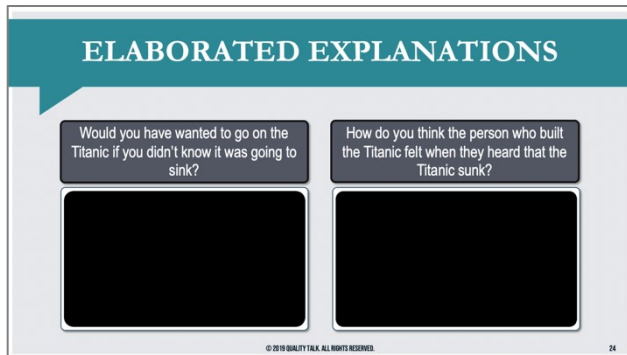 ELABORATED EXPLANATIONS
Would you have wanted to go on the
Titanic if you didn't know it was going to
sink?
How do you think the person who built
the Titanic felt when they heard that the
Titanic sunk?
© 2019 QUALITY TALK. ALL RIGHTS RESERVED.
24